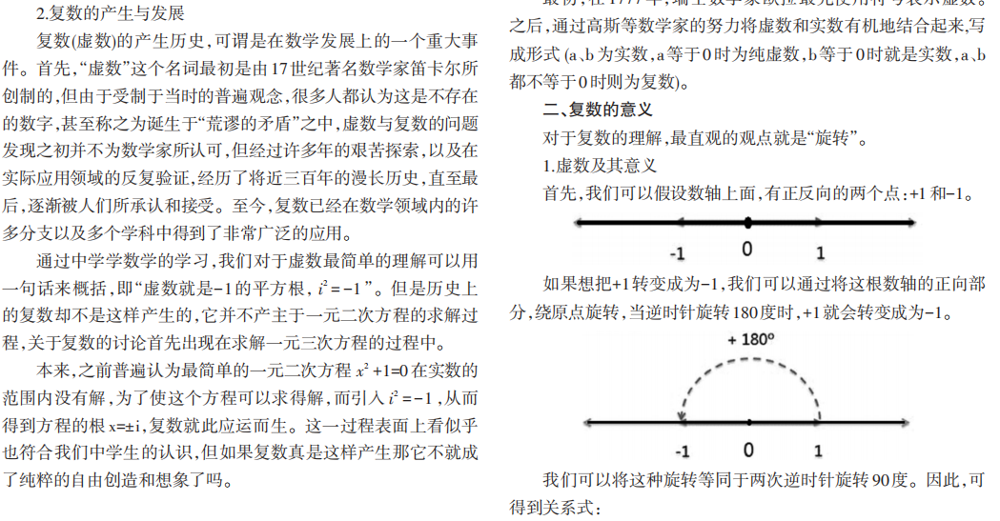 2.复数的产生与发展
复数(虚数)的产生历史,可谓是在数学发展上的一个重大事
件。首先,“虚数”这个名词最初是由17世纪著名数学家笛卡尔所
创制的,但由于受制于当时的普遍观念,很多人都认为这是不存在
的数字,甚至称之为诞生于“荒谬的矛盾”之中,虚数与复数的问题
发现之初并不为数学家所认可,但经过许多年的艰苦探索,以及在
实际应用领域的反复验证,经历了将近三百年的漫长历史,直至最
后,逐渐被人们所承认和接受。至今,复数已经在数学领域内的许
多分支以及多个学科中得到了非常广泛的应用。
通过中学学数学的学习,我们对于虚数最简单的理解可以用
一句话来概括,即“虚数就是-1的平方根, i²=-1”。但是历史上
的复数却不是这样产生的,它并不产主于一元二次方程的求解过
程,关于复数的讨论首先出现在求解一元三次方程的过程中。
本来,之前普遍认为最简单的一元二次方程 x²+1=0在实数的
范围内没有解,为了使这个方程可以求得解,而引入 i²=-1,从而
得到方程的根x=±i,复数就此应运而生。这一过程表面上看似乎
也符合我们中学生的认识,但如果复数真是这样产生那它不就成
了纯粹的自由创造和想象了吗。
最初,在1777年,瑞士数学家欧拉最先使用符号表示虚数。
之后,通过高斯等数学家的努力将虚数和实数有机地结合起来,写
成形式(a、b为实数,a等于0时为纯虚数,b等于0时就是实数,a、b
都不等于0时则为复数)。
二、复数的意义
对于复数的理解,最直观的观点就是“旋转”。
1.虚数及其意义
首先,我们可以假设数轴上面,有正反向的两个点:+1和-1。
-1 0 1
如果想把+1转变成为-1,我们可以通过将这根数轴的正向部
分,绕原点旋转,当逆时针旋转180度时,+1就会转变成为-1。
+ 180º
-1 0 1
我们可以将这种旋转等同于两次逆时针旋转90度。因此,可
得到关系式: